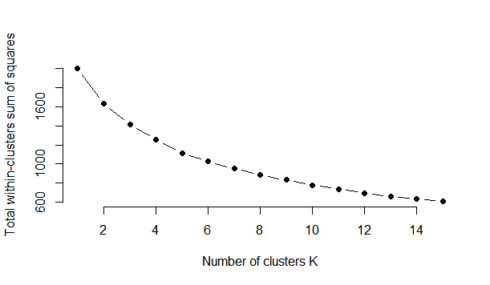 Total within-clusters sum of squares
1600
1000
600
2 4 6 8 10 12 14
Number of clusters K